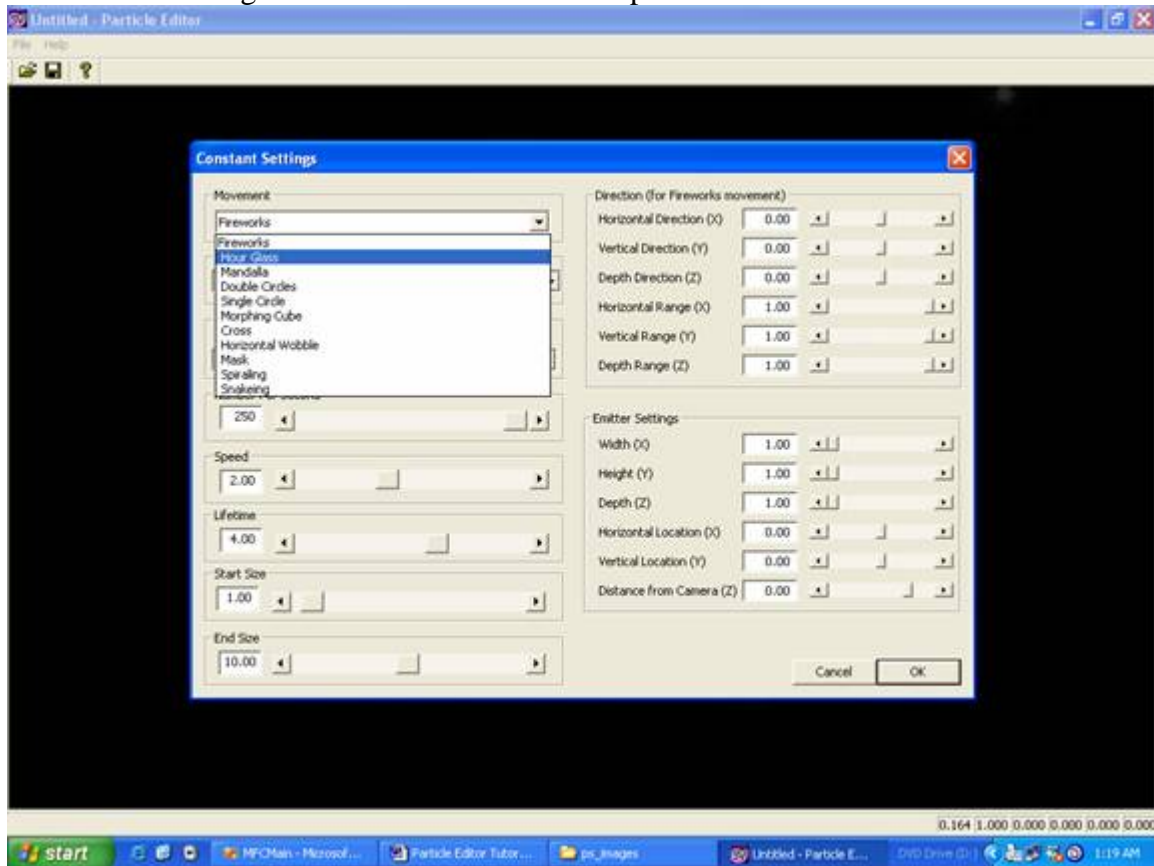 Untitled - Particle Editor
File Help
Constant Settings
Movement
Fireworks
Fireworks
Hour Glass
Mandalla
Double Circles
Single Circle
Morphing Cube
Cross
Horizontal Wobble
Mask
Spiraling
Snakeing
250
Speed
2.00
Lifetime
4.00
Start Size
1.00
End Size
10.00
Direction (for Fireworks movement)
Horizontal Direction (X) 0.00
Vertical Direction (Y) 0.00
Depth Direction (Z) 0.00
Horizontal Range (X) 1.00
Vertical Range (Y) 1.00
Depth Range (Z) 1.00
Emitter Settings
Width (X) 1.00
Height (Y) 1.00
Depth (Z) 1.00
Horizontal Location (X) 0.00
Vertical Location (Y) 0.00
Distance from Camera (Z) 0.00
Cancel OK
0.164 1.000 0.000 0.000 0.000 0.000
start MFCMain - Microsof... Particle Editor Tutor... ps_images Untitled - Particle E... DVD Drive (D:) 1:19 AM